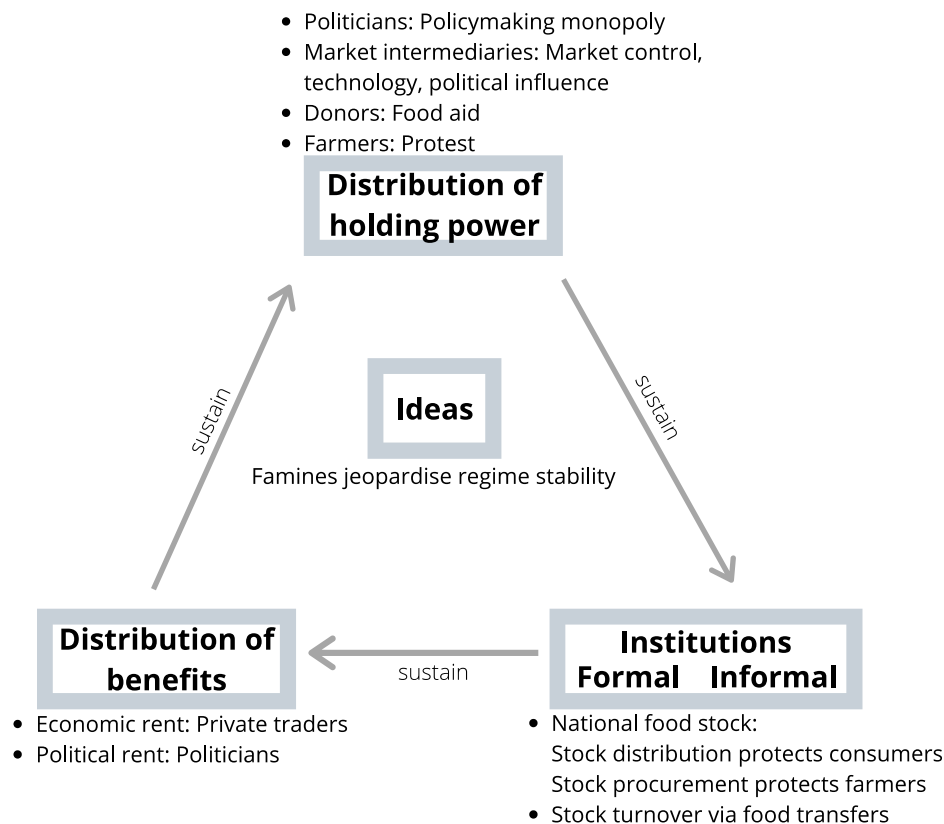 • Politicians: Policymaking monopoly
• Market intermediaries: Market control,
technology, political influence
• Donors: Food aid
• Farmers: Protest
Distribution of
holding power
sustain
sustain
Ideas
Famines jeopardise regime stability
Distribution of
benefits
sustain
Institutions
Formal Informal
• Economic rent: Private traders
• Political rent: Politicians
• National food stock:
Stock distribution protects consumers
Stock procurement protects farmers
• Stock turnover via food transfers